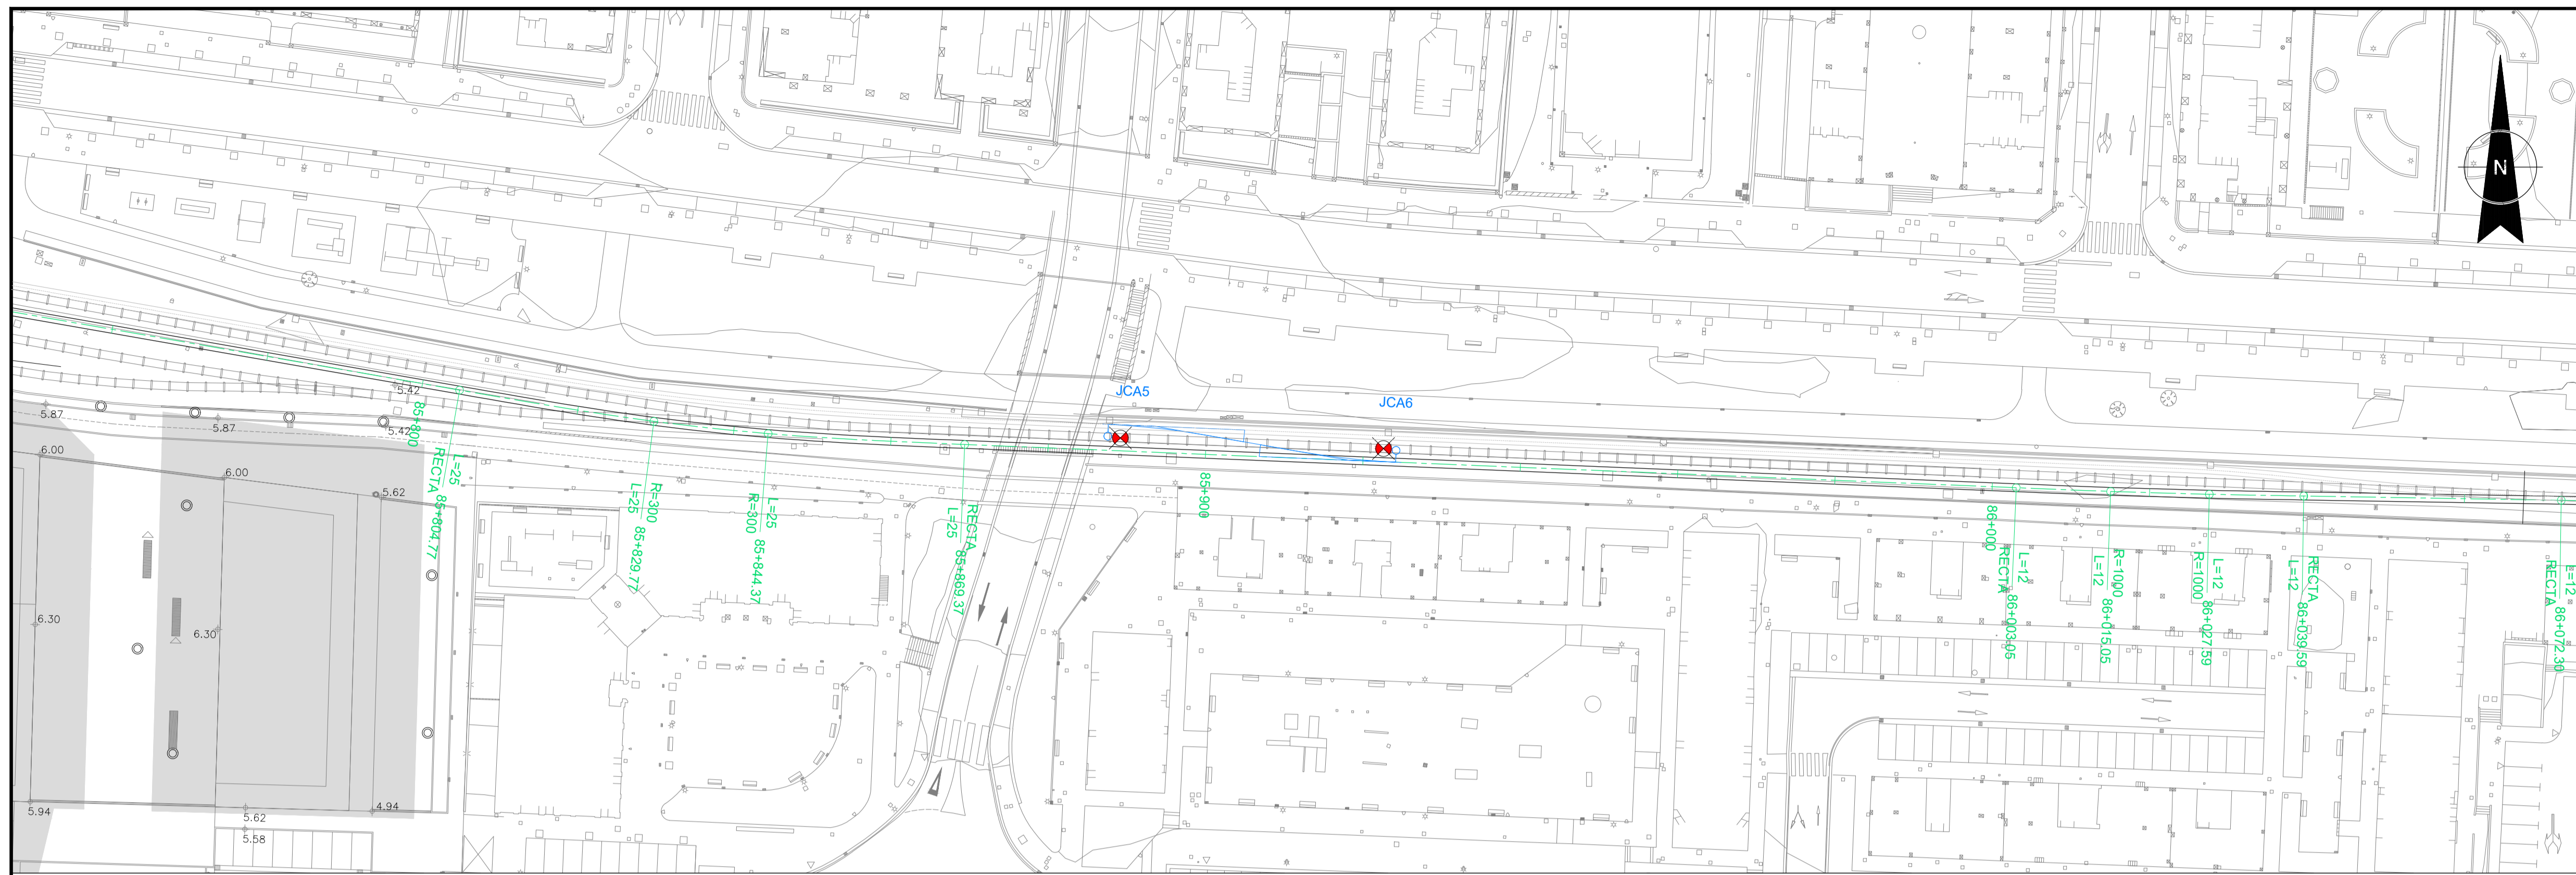 N
JCA5
JCA6
5.42
5.87
5.87
5.42
6.00
6.00
5.62
6.30
6.30
5.94
5.62
5.58
4.94
85+800
L=25
RECTA 85+804.77
R=300
L=25 85+829.77
L=25
R=300 85+844.37
RECTA
L=25 85+869.37
85+900
86+000
L=12
RECTA 86+003.05
R=1000
L=12 86+015.05
L=12
R=1000 86+027.59
RECTA
L=12 86+039.59
L=12
RECTA 86+072.30